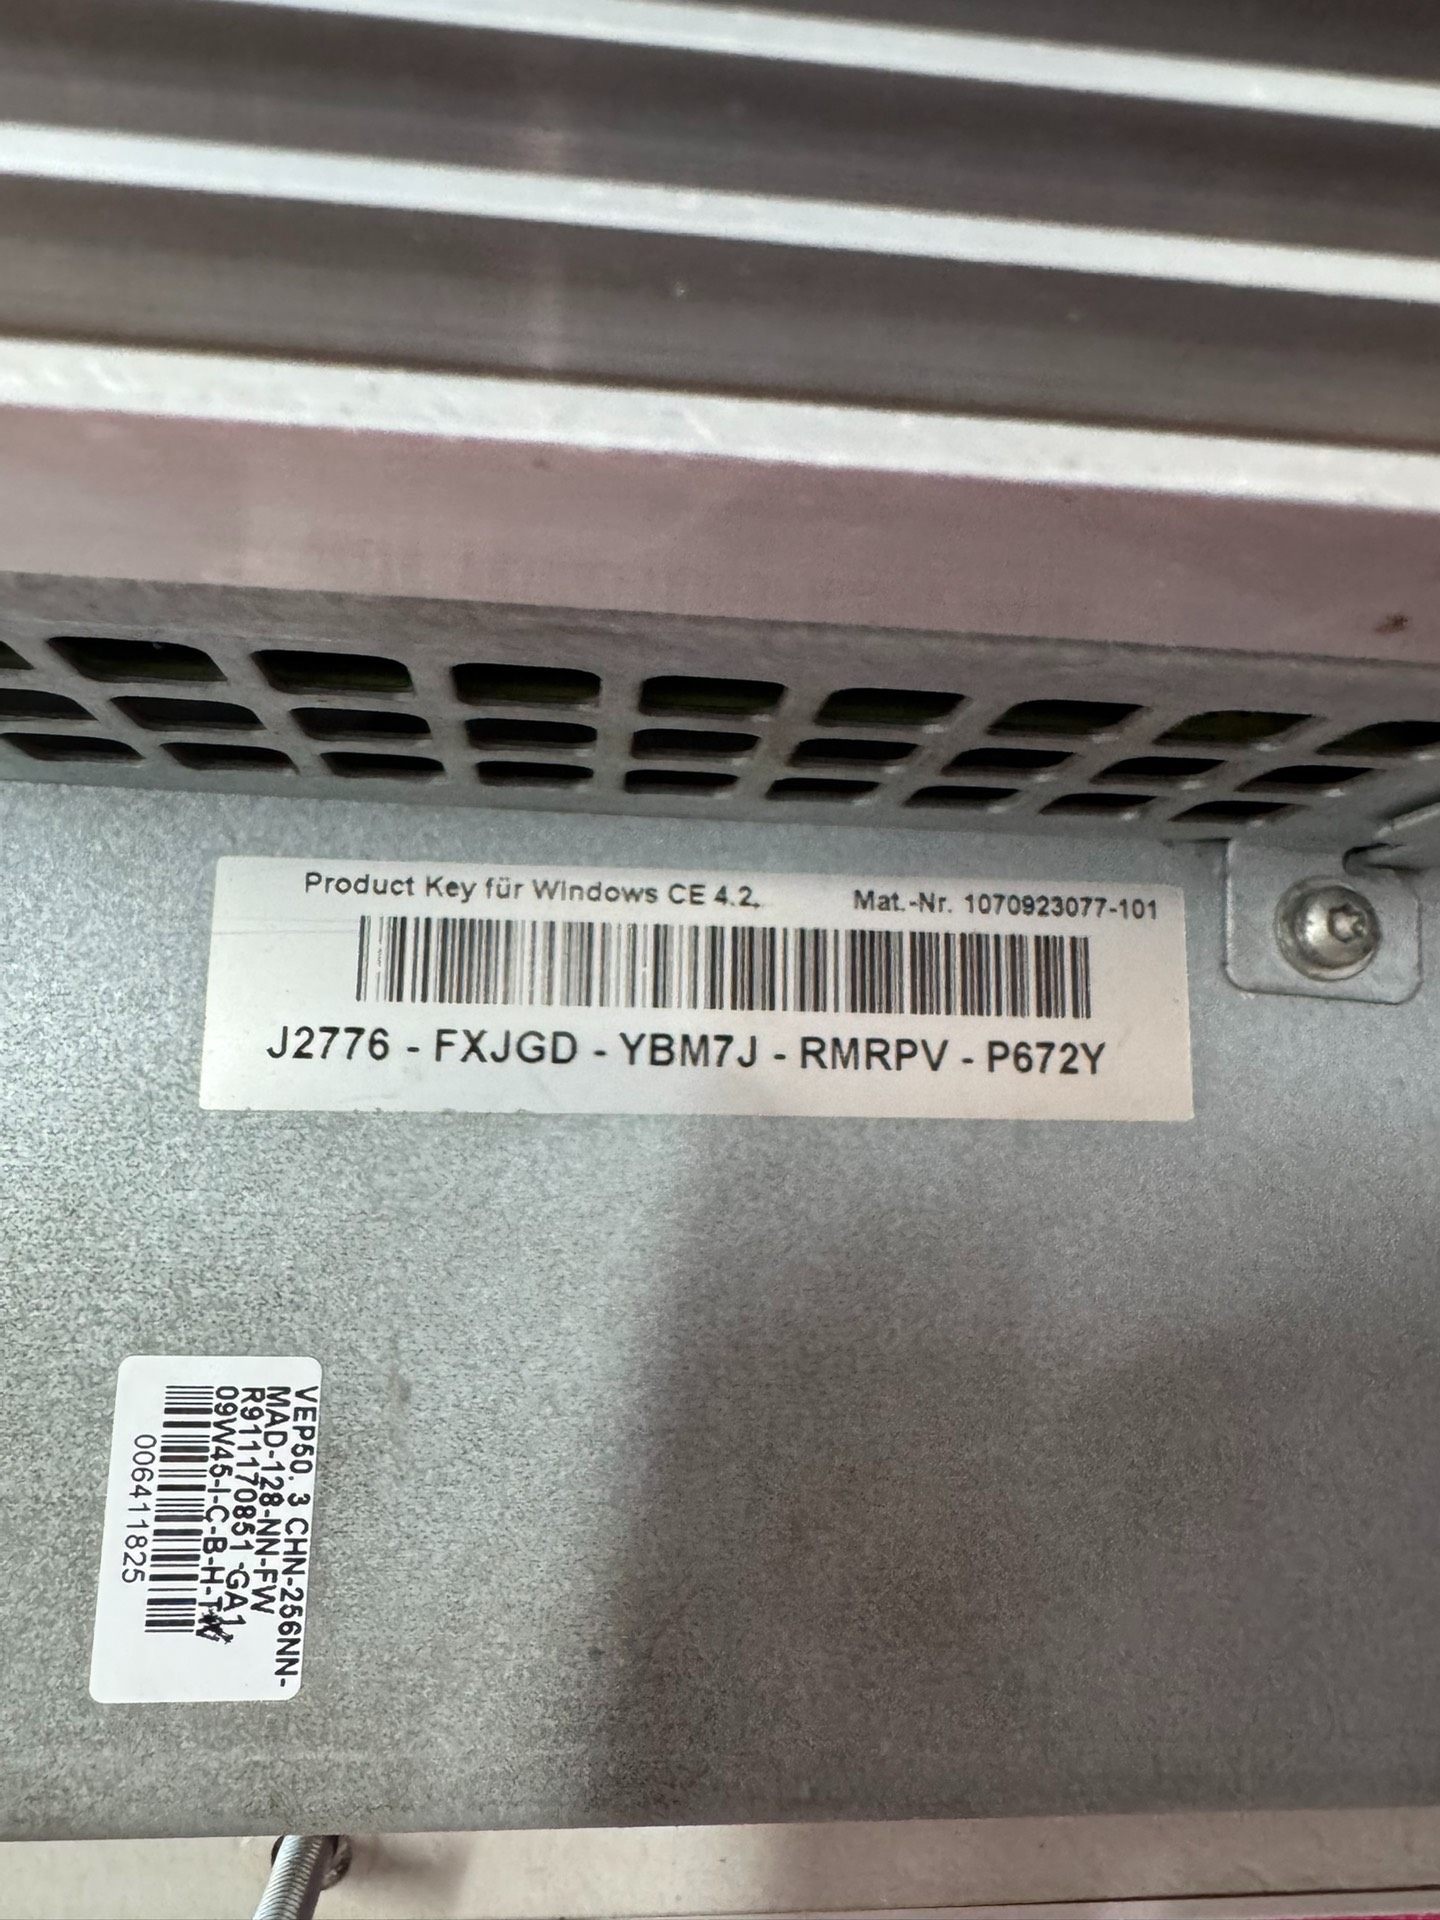 Product Key für Windows CE 4.2. Mat.-Nr. 1070923077-101
J2776 - FXJGD - YBM7J - RMRPV - P672Y
VEP50. 3 CHN-256NN-
MAD-128-NN-FW
R911170851 GA1
09W45-I-C-B-H-
006411825